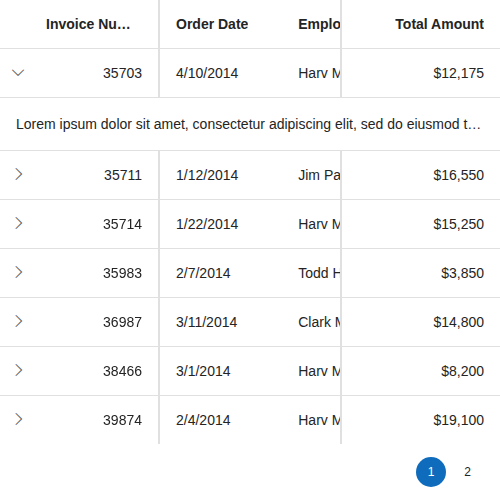 Invoice Nu… Order Date Emplo Total Amount
35703 4/10/2014 Harv M $12,175
Lorem ipsum dolor sit amet, consectetur adipiscing elit, sed do eiusmod t…
35711 1/12/2014 Jim Pa $16,550
35714 1/22/2014 Harv M $15,250
35983 2/7/2014 Todd H $3,850
36987 3/11/2014 Clark M $14,800
38466 3/1/2014 Harv M $8,200
39874 2/4/2014 Harv M $19,100
1 2